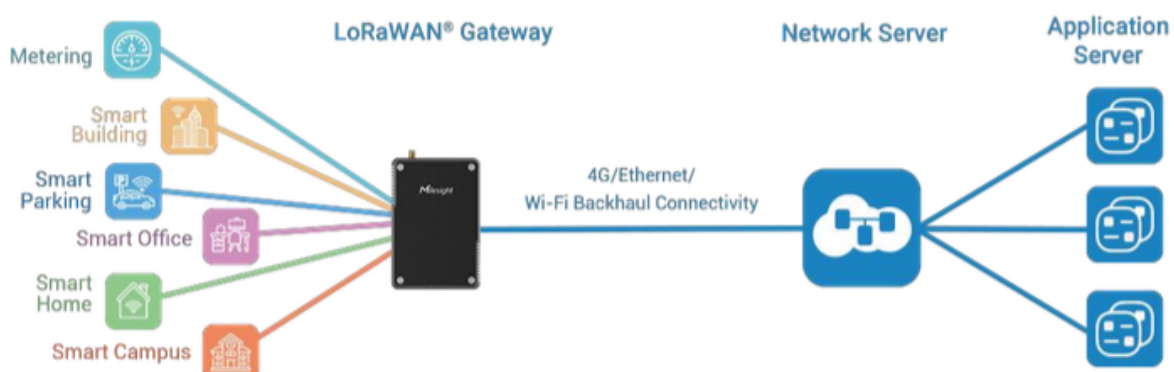 LoRaWAN® Gateway
Network Server
Application
Server
Metering
Smart
Building
Smart
Parking
Smart Office
Smart
Home
Smart Campus
Milesight
4G/Ethernet/
Wi-Fi Backhaul Connectivity